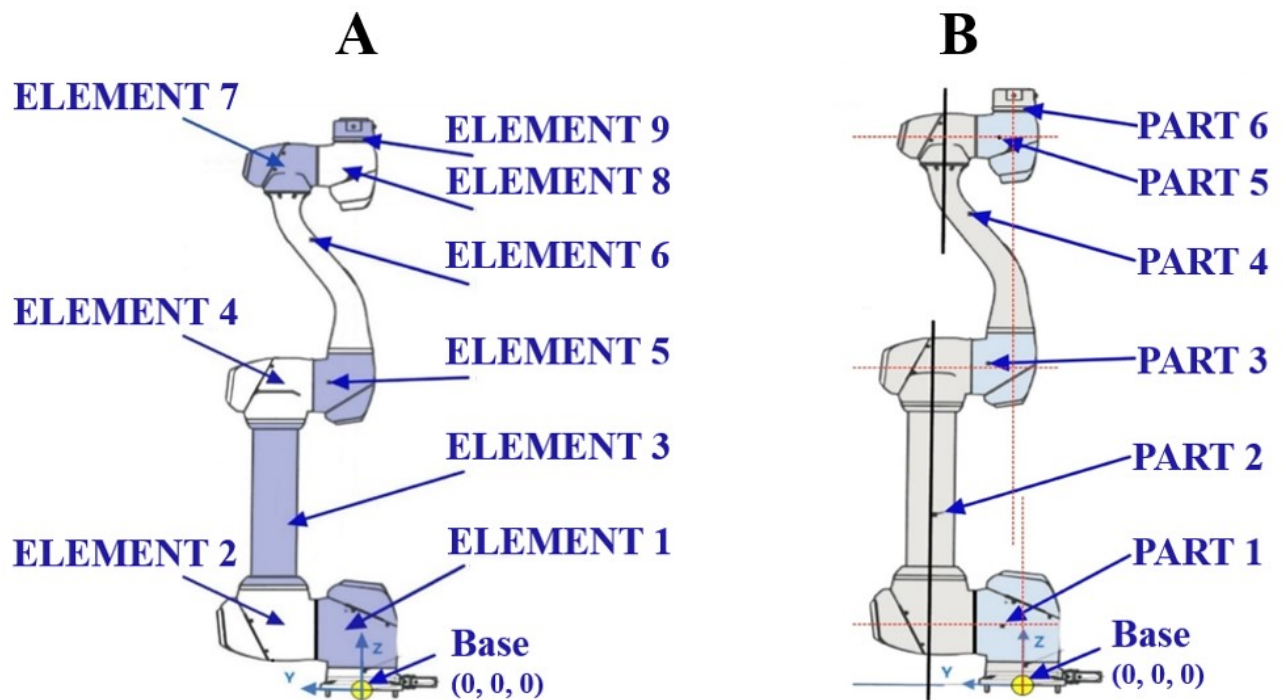 A
ELEMENT 7
ELEMENT 9
ELEMENT 8
ELEMENT 6
ELEMENT 4
ELEMENT 5
ELEMENT 3
ELEMENT 2
ELEMENT 1
Z
Y
Base
(0, 0, 0)
B
PART 6
PART 5
PART 4
PART 3
PART 2
PART 1
Z
Y
Base
(0, 0, 0)